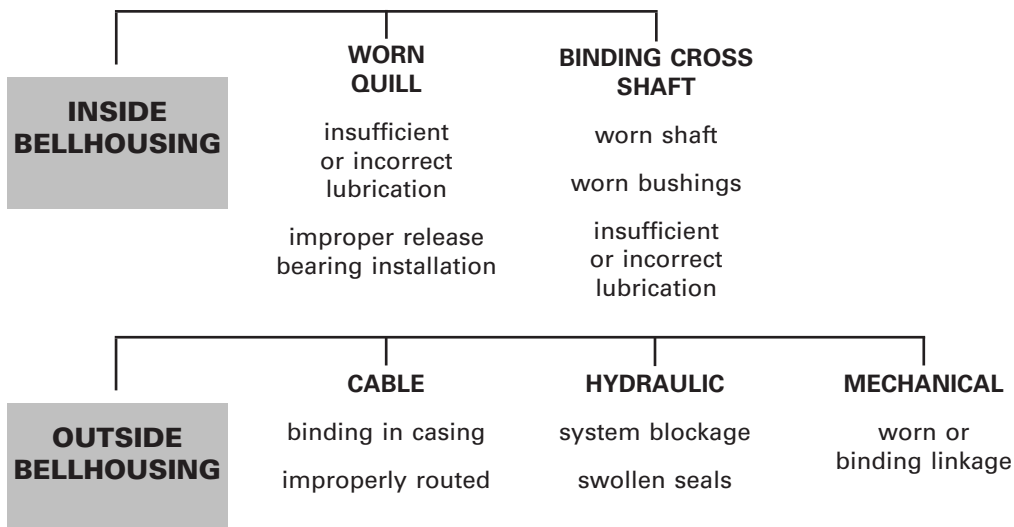 INSIDE
BELLHOUSING
WORN
QUILL
insufficient
or incorrect
lubrication
improper release
bearing installation
BINDING CROSS
SHAFT
worn shaft
worn bushings
insufficient
or incorrect
lubrication
OUTSIDE
BELLHOUSING
CABLE
binding in casing
improperly routed
HYDRAULIC
system blockage
swollen seals
MECHANICAL
worn or
binding linkage